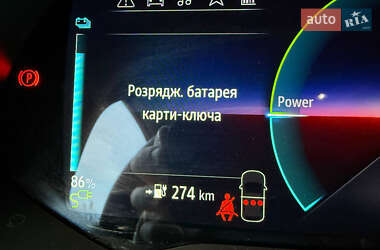 auto RIA
Розрядж. батарея
карти-ключа
Power
86%
274 km